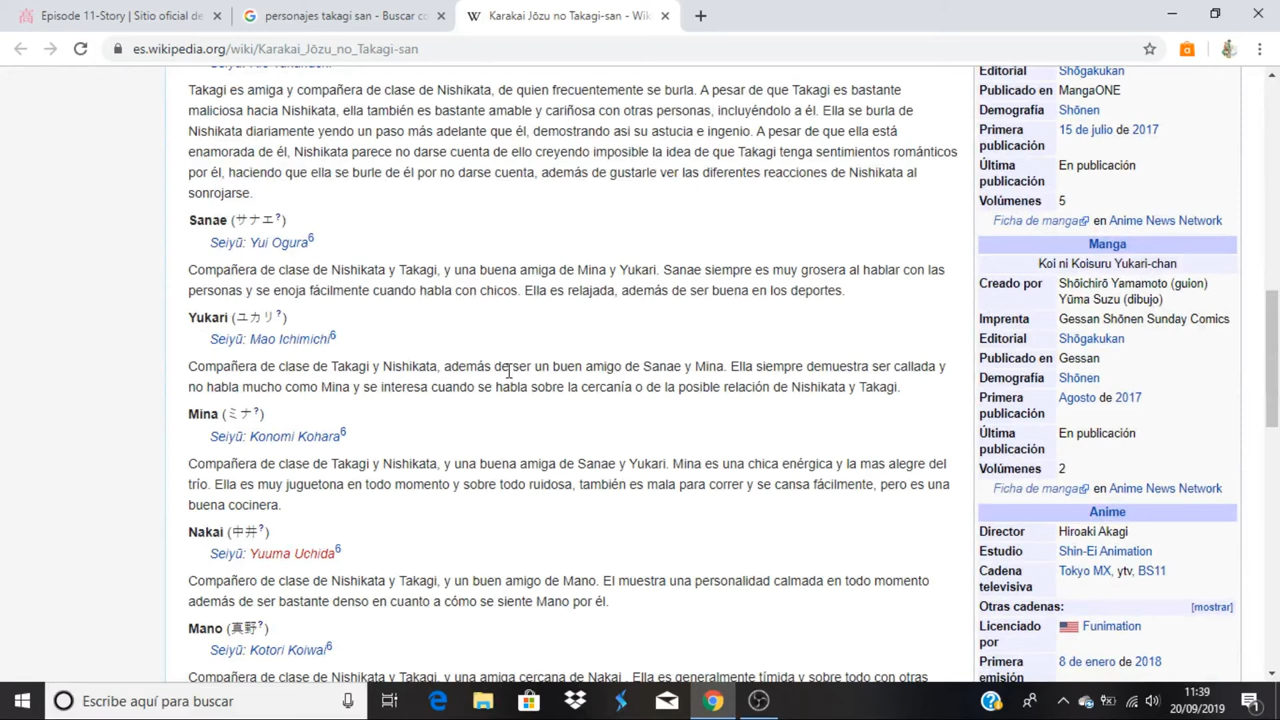 Episode 11-Story | Sitio oficial de
personajes takagi san - Buscar co
Karakai Jōzu no Takagi-san - Wiki
es.wikipedia.org/wiki/Karakai_Jōzu_no_Takagi-san
Takagi es amiga y compañera de clase de Nishikata, de quien frecuentemente se burla. A pesar de que Takagi es bastante
maliciosa hacia Nishikata, ella también es bastante amable y cariñosa con otras personas, incluyéndolo a él. Ella se burla de
Nishikata diariamente yendo un paso más adelante que él, demostrando asi su astucia e ingenio. A pesar de que ella está
enamorada de él, Nishikata parece no darse cuenta de ello creyendo imposible la idea de que Takagi tenga sentimientos románticos
por él, haciendo que ella se burle de él por no darse cuenta, además de gustarle ver las diferentes reacciones de Nishikata al
sonrojarse.
Sanae (サナエ?)
Seiyū: Yui Ogura6
Compañera de clase de Nishikata y Takagi, y una buena amiga de Mina y Yukari. Sanae siempre es muy grosera al hablar con las
personas y se enoja fácilmente cuando habla con chicos. Ella es relajada, además de ser buena en los deportes.
Yukari (ユカリ?)
Seiyū: Mao Ichimichi6
Compañera de clase de Takagi y Nishikata, además de ser un buen amigo de Sanae y Mina. Ella siempre demuestra ser callada y
no habla mucho como Mina y se interesa cuando se habla sobre la cercanía o de la posible relación de Nishikata y Takagi.
Mina (ミナ?)
Seiyū: Konomi Kohara6
Compañera de clase de Takagi y Nishikata, y una buena amiga de Sanae y Yukari. Mina es una chica enérgica y la mas alegre del
trío. Ella es muy juguetona en todo momento y sobre todo ruidosa, también es mala para correr y se cansa fácilmente, pero es una
buena cocinera.
Nakai (中井?)
Seiyū: Yuuma Uchida6
Compañero de clase de Nishikata y Takagi, y un buen amigo de Mano. El muestra una personalidad calmada en todo momento
además de ser bastante denso en cuanto a cómo se siente Mano por él.
Mano (真野?)
Seiyū: Kotori Koiwai6
Compañera de clase de Nishikata y Takagi, y una amiga cercana de Nakai. Ella es generalmente tímida y sobre todo con otras
Editorial Shōgakukan
Publicado en MangaONE
Demografía Shōnen
Primera publicación 15 de julio de 2017
Última publicación En publicación
Volúmenes 5
Ficha de manga en Anime News Network
Manga
Koi ni Koisuru Yukari-chan
Creado por Shōichirō Yamamoto (guion)
Yūma Suzu (dibujo)
Imprenta Gessan Shōnen Sunday Comics
Editorial Shōgakukan
Publicado en Gessan
Demografía Shōnen
Primera publicación Agosto de 2017
Última publicación En publicación
Volúmenes 2
Ficha de manga en Anime News Network
Anime
Director Hiroaki Akagi
Estudio Shin-Ei Animation
Cadena televisiva Tokyo MX, ytv, BS11
Otras cadenas: [mostrar]
Licenciado por Funimation
Primera emisión 8 de enero de 2018
Escribe aquí para buscar
11:39
20/09/2019